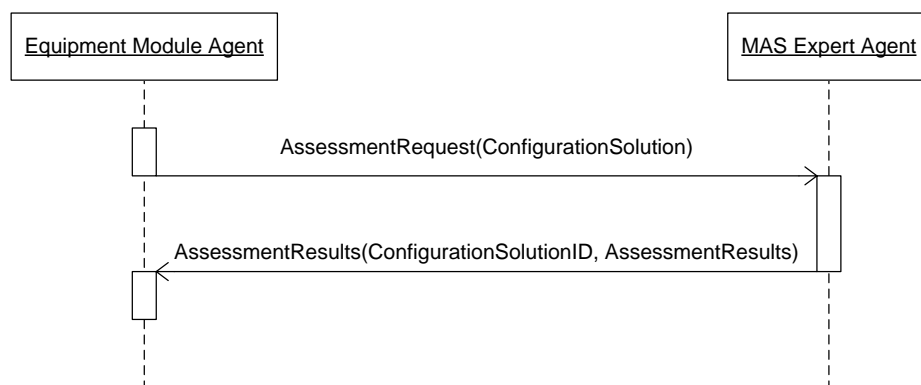 Equipment Module Agent
MAS Expert Agent
AssessmentRequest(ConfigurationSolution)
AssessmentResults(ConfigurationSolutionID, AssessmentResults)